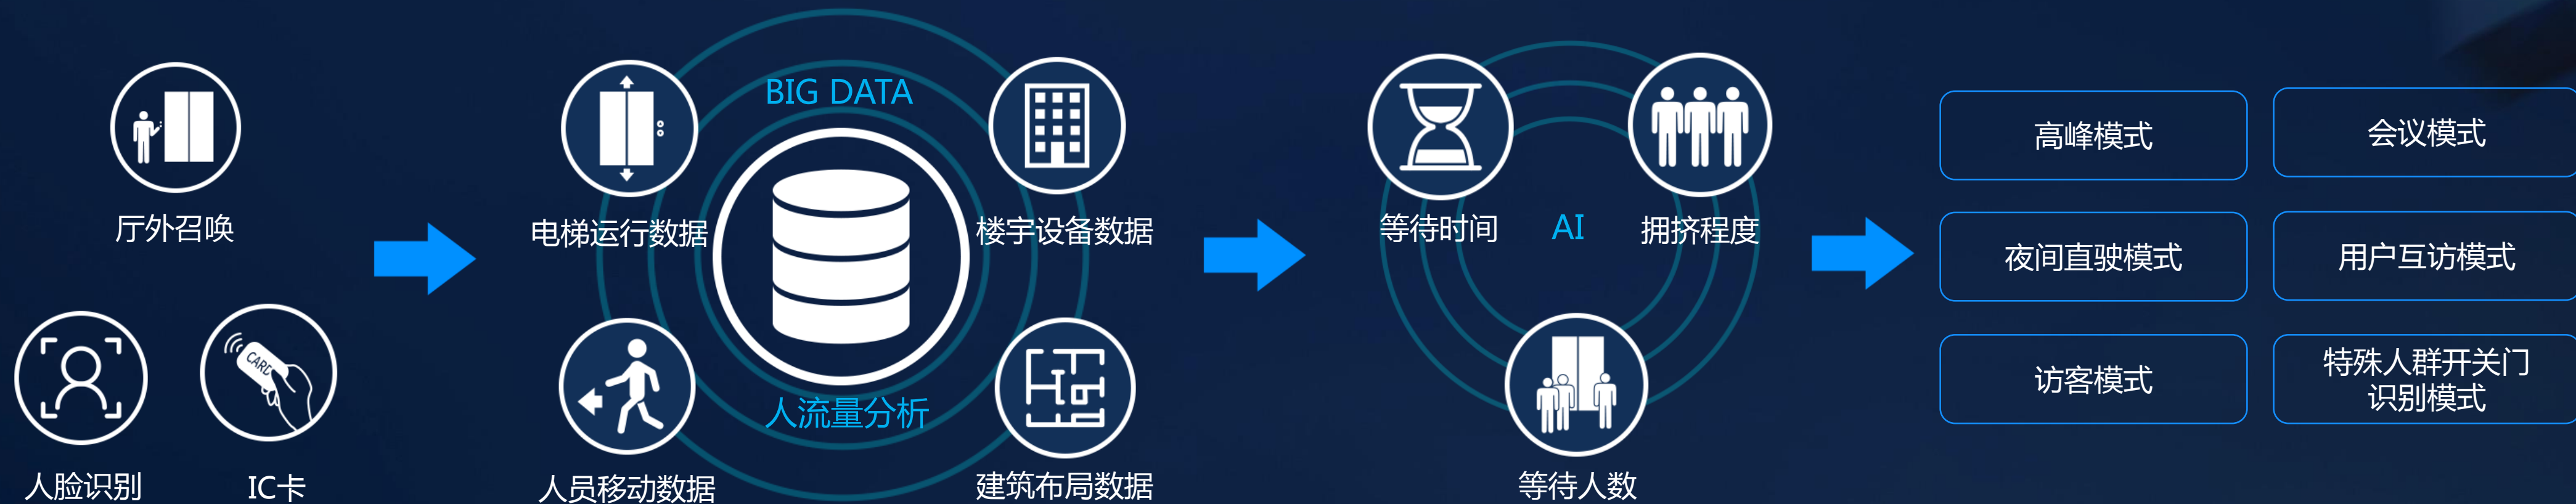 厅外召唤
人脸识别
IC卡
CARD
BIG DATA
电梯运行数据
楼宇设备数据
人流量分析
人员移动数据
建筑布局数据
等待时间
AI
拥挤程度
等待人数
高峰模式
会议模式
夜间直驶模式
用户互访模式
访客模式
特殊人群开关门
识别模式